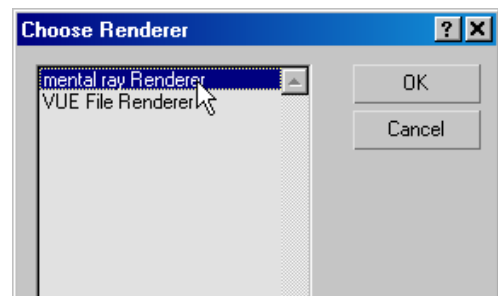 Choose Renderer
mental ray Renderer
VUE File Renderer
OK
Cancel